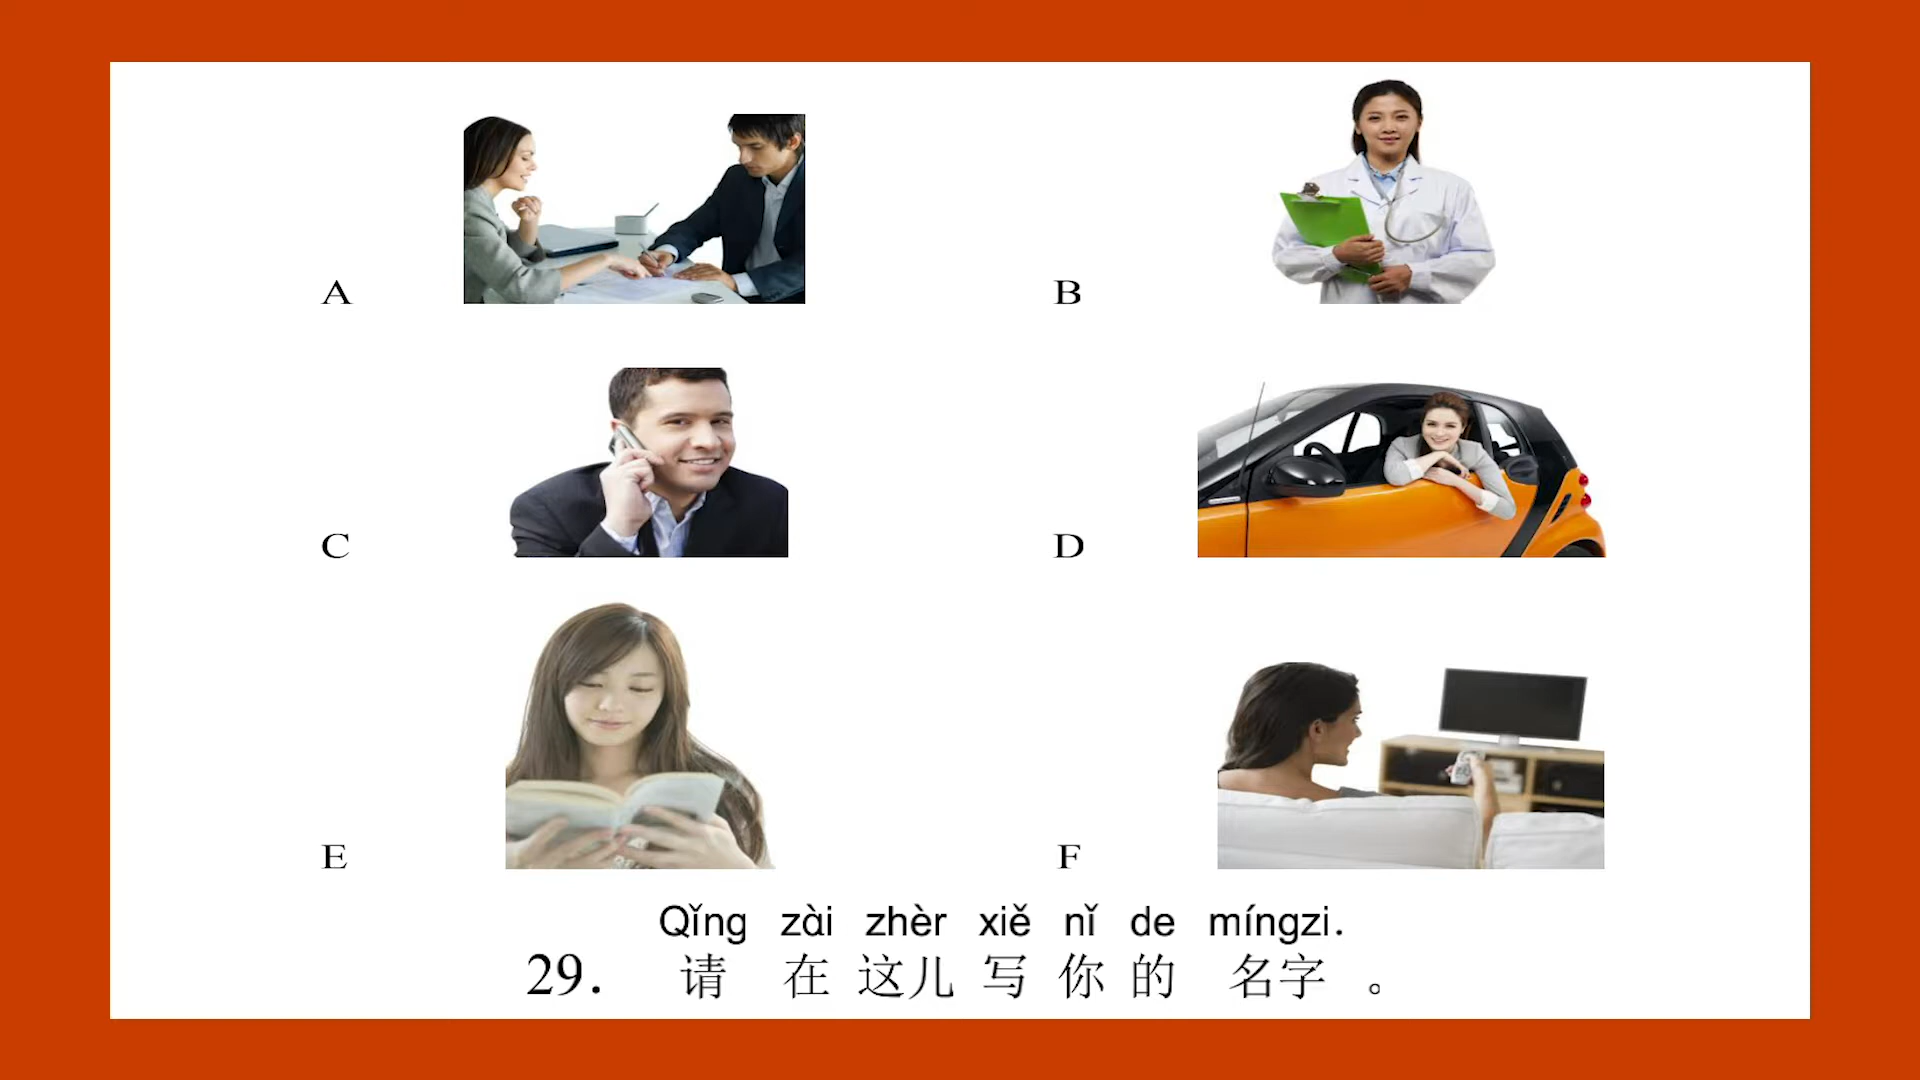 A
B
C
D
E
F
Qǐng zài zhèr xiě nǐ de míngzi.
29. 请 在 这儿 写 你 的 名字 。